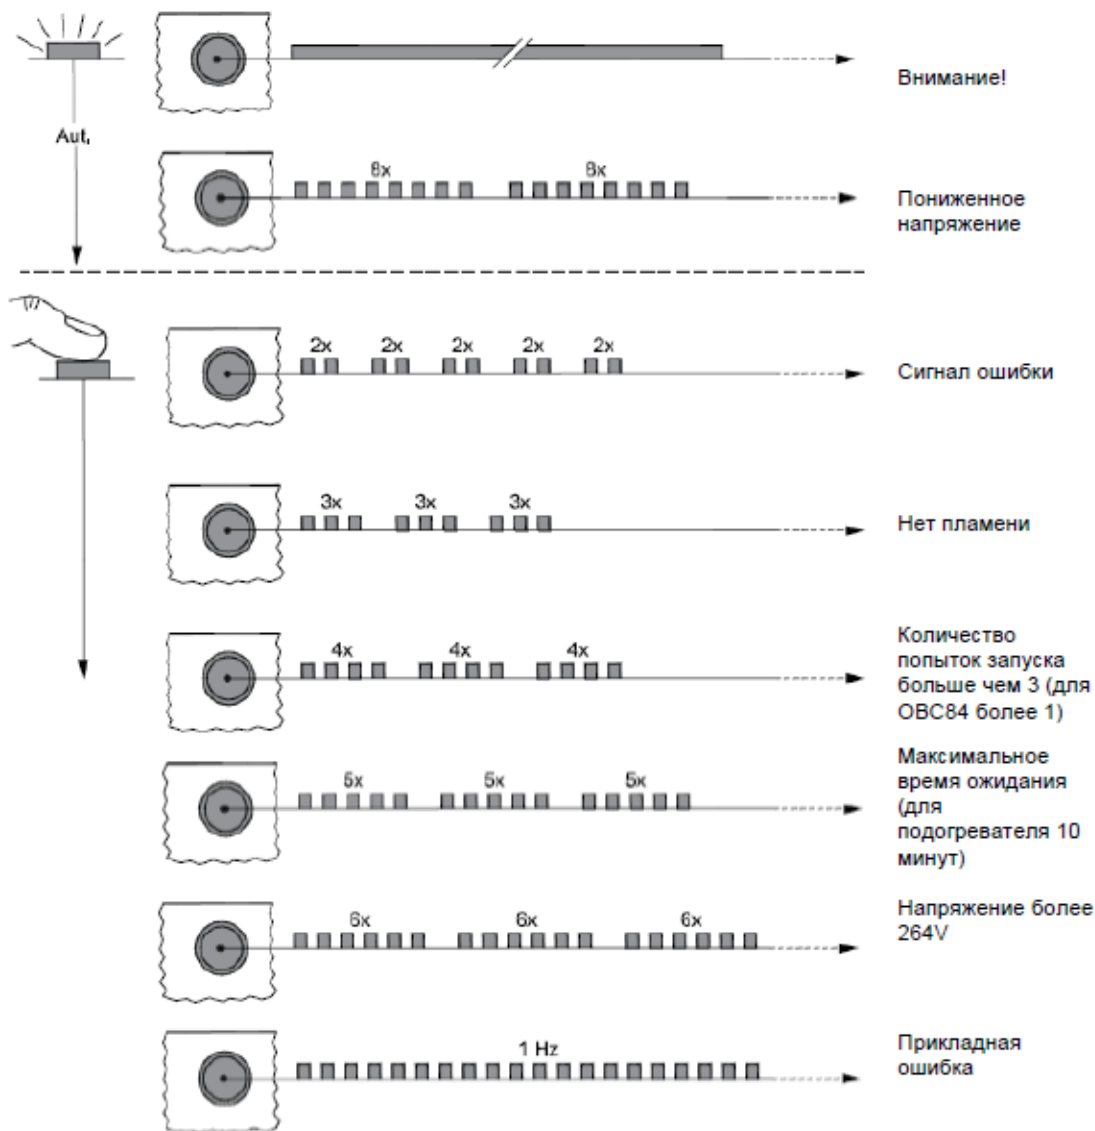 Внимание!
Aut.
8x 8x
Пониженное
напряжение
2x 2x 2x 2x 2x
Сигнал ошибки
3x 3x 3x
Нет пламени
4x 4x 4x
Количество
попыток запуска
больше чем 3 (для
OBC84 более 1)
5x 5x 5x
Максимальное
время ожидания
(для
подогревателя 10
минут)
6x 6x 6x
Напряжение более
264V
1 Hz
Прикладная
ошибка